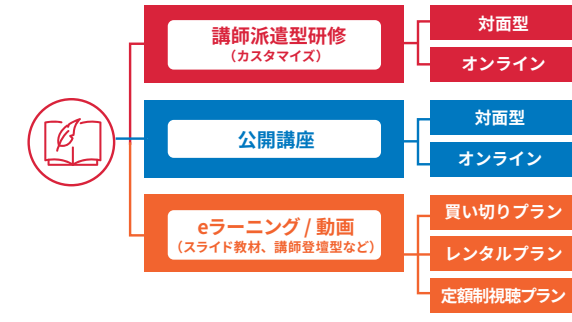 講師派遣型研修
（カスタマイズ）
対面型
オンライン
公開講座
対面型
オンライン
eラーニング / 動画
（スライド教材、講師登壇型など）
買い切りプラン
レンタルプラン
定額制視聴プラン